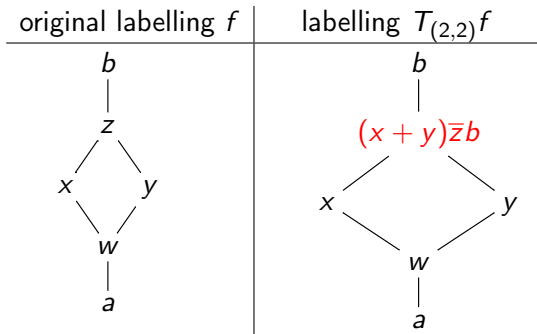 original labelling f	labelling T₍₂,₂₎f
b	b
z	(x + y)z̅b
x y	x y
w	w
a	a